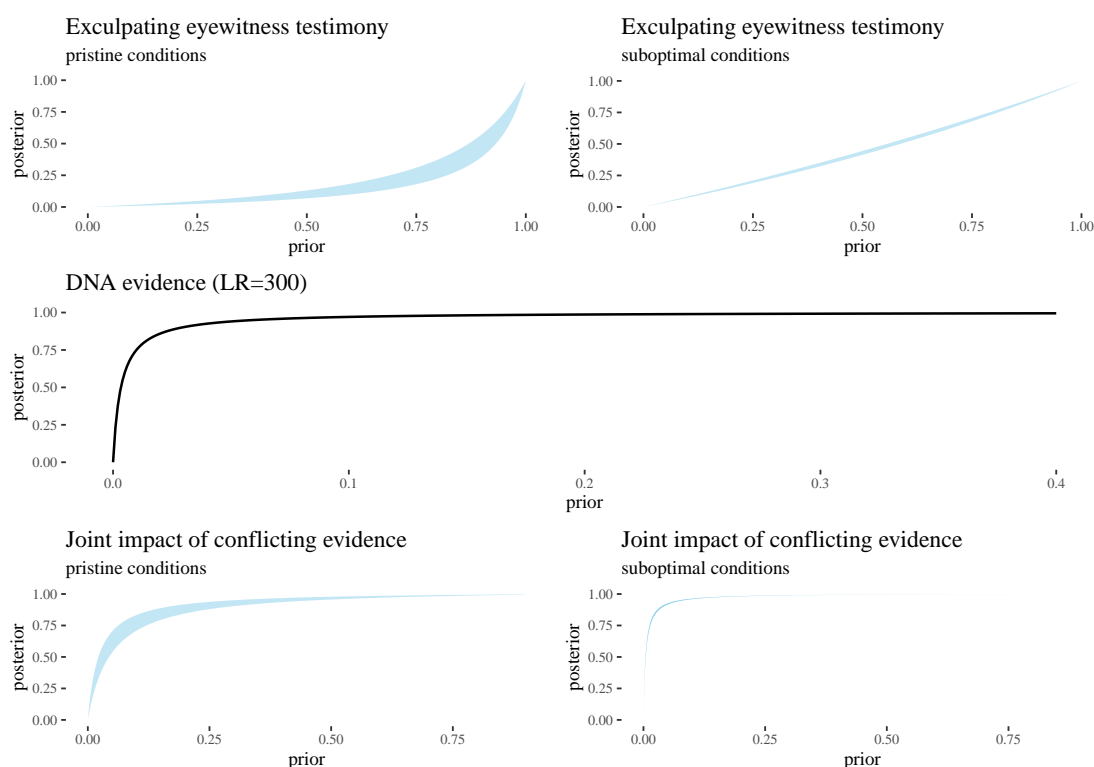 Exculpating eyewitness testimony
pristine conditions
1.00
0.75
0.50
0.25
0.00
posterior
0.00 0.25 0.50 0.75 1.00
prior
Exculpating eyewitness testimony
suboptimal conditions
1.00
0.75
0.50
0.25
0.00
posterior
0.00 0.25 0.50 0.75 1.00
prior
DNA evidence (LR=300)
1.00
0.75
0.50
0.25
0.00
posterior
0.0 0.1 0.2 0.3 0.4
prior
Joint impact of conflicting evidence
pristine conditions
1.00
0.75
0.50
0.25
0.00
posterior
0.00 0.25 0.50 0.75
prior
Joint impact of conflicting evidence
suboptimal conditions
1.00
0.75
0.50
0.25
0.00
posterior
0.00 0.25 0.50 0.75
prior